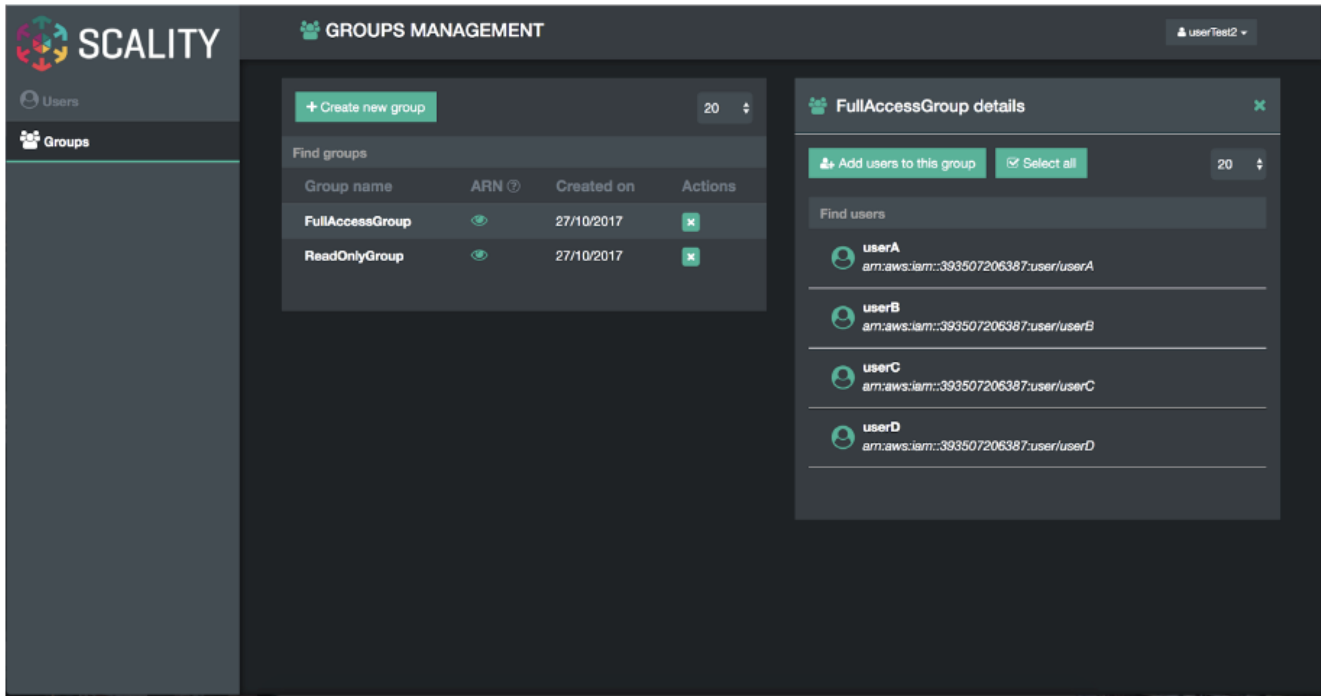 SCALITY
GROUPS MANAGEMENT
userTest2
Users
Groups
+ Create new group
20
Find groups
Group name ARN Created on Actions
FullAccessGroup 27/10/2017
ReadOnlyGroup 27/10/2017
FullAccessGroup details
Add users to this group Select all 20
Find users
userA
arn:aws:iam::393507206387:user/userA
userB
arn:aws:iam::393507206387:user/userB
userC
arn:aws:iam::393507206387:user/userC
userD
arn:aws:iam::393507206387:user/userD